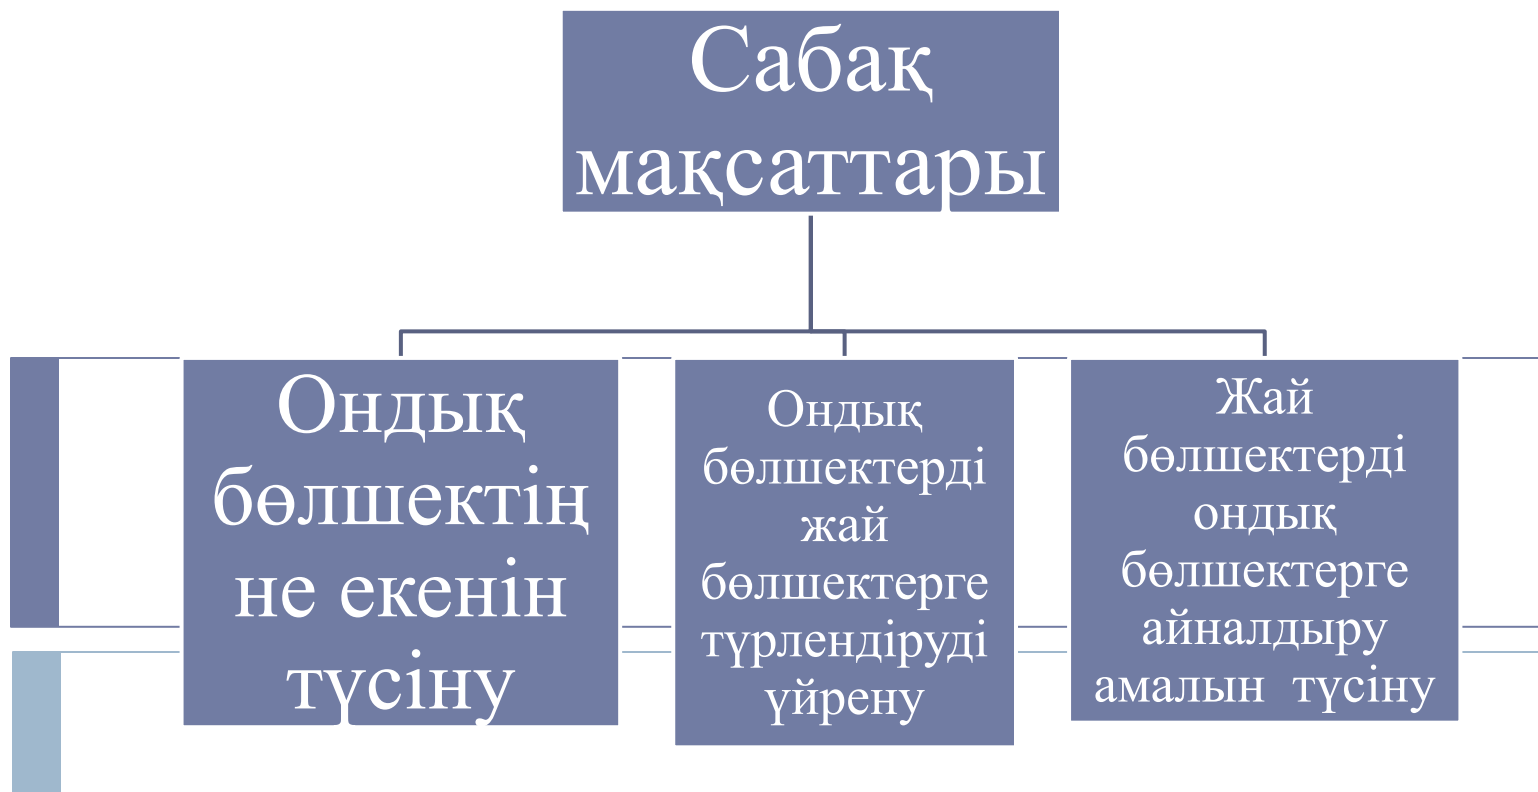 Сабақ
мақсаттары
Ондық
бөлшектің
не екенін
түсіну
Ондық
бөлшектерді
жай
бөлшектерге
түрлендіруді
үйрену
Жай
бөлшектерді
ондық
бөлшектерге
айналдыру
амалын  түсіну